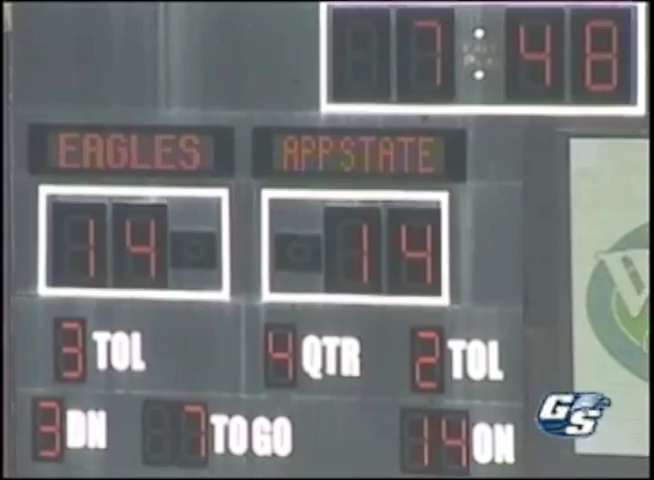 7:48
EAGLES APPSTATE
14 14
3 TOL 4 QTR 2 TOL
3 DN 7 TO GO 14 ON
GS